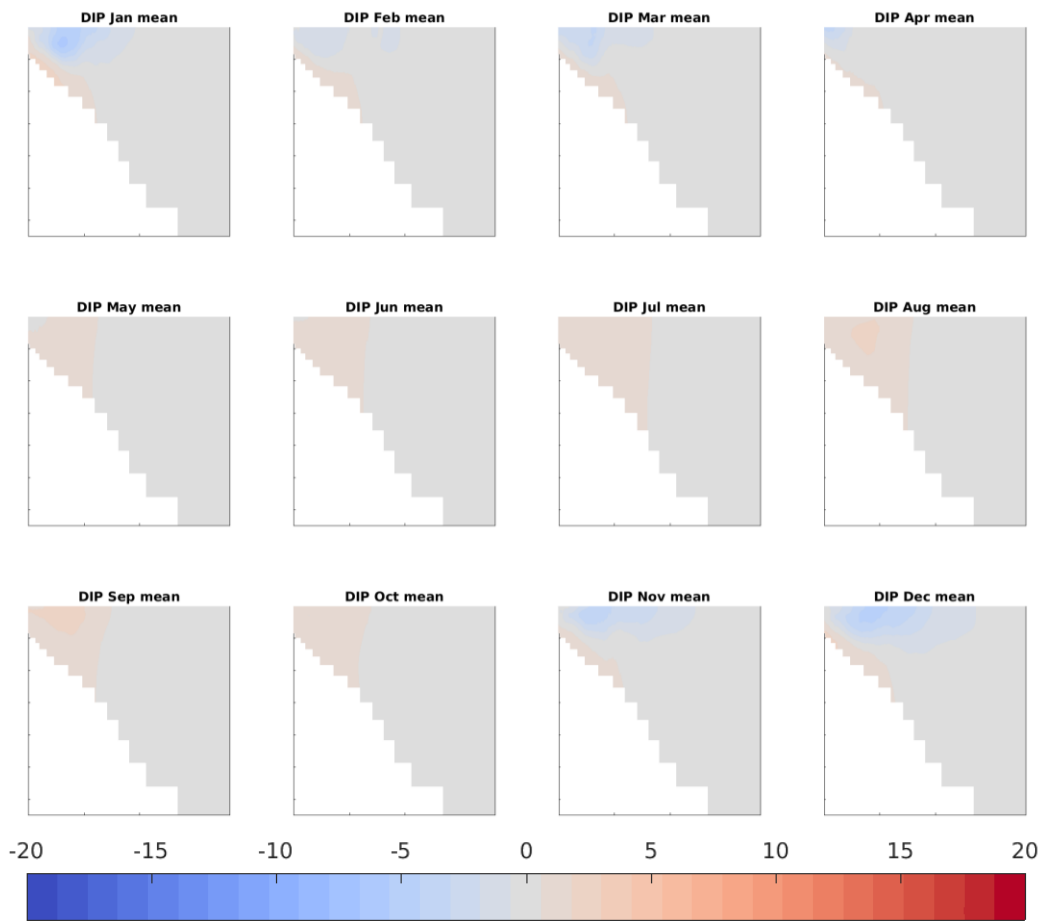 DIP Jan mean DIP Feb mean DIP Mar mean DIP Apr mean
DIP May mean DIP Jun mean DIP Jul mean DIP Aug mean
DIP Sep mean DIP Oct mean DIP Nov mean DIP Dec mean
-20 -15 -10 -5 0 5 10 15 20